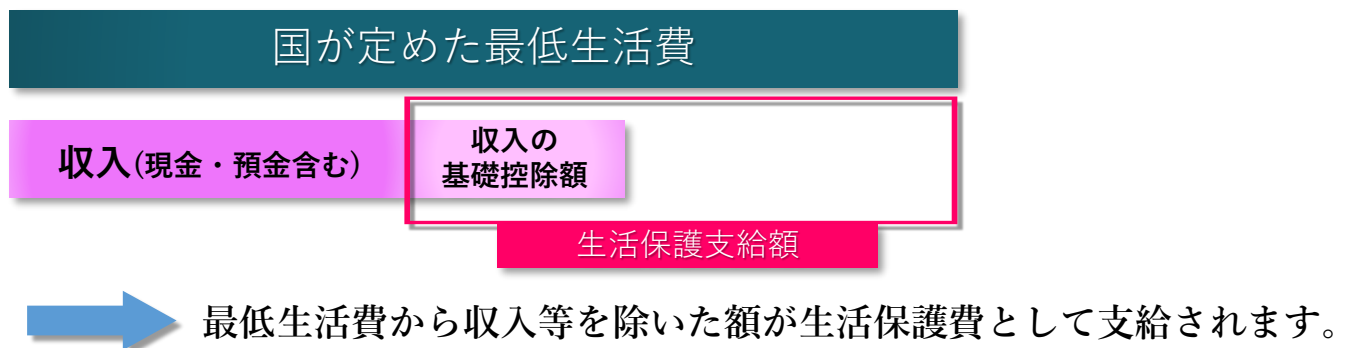 国が定めた最低生活費
収入(現金・預金含む)
収入の
基礎控除額
生活保護支給額
最低生活費から収入等を除いた額が生活保護費として支給されます。